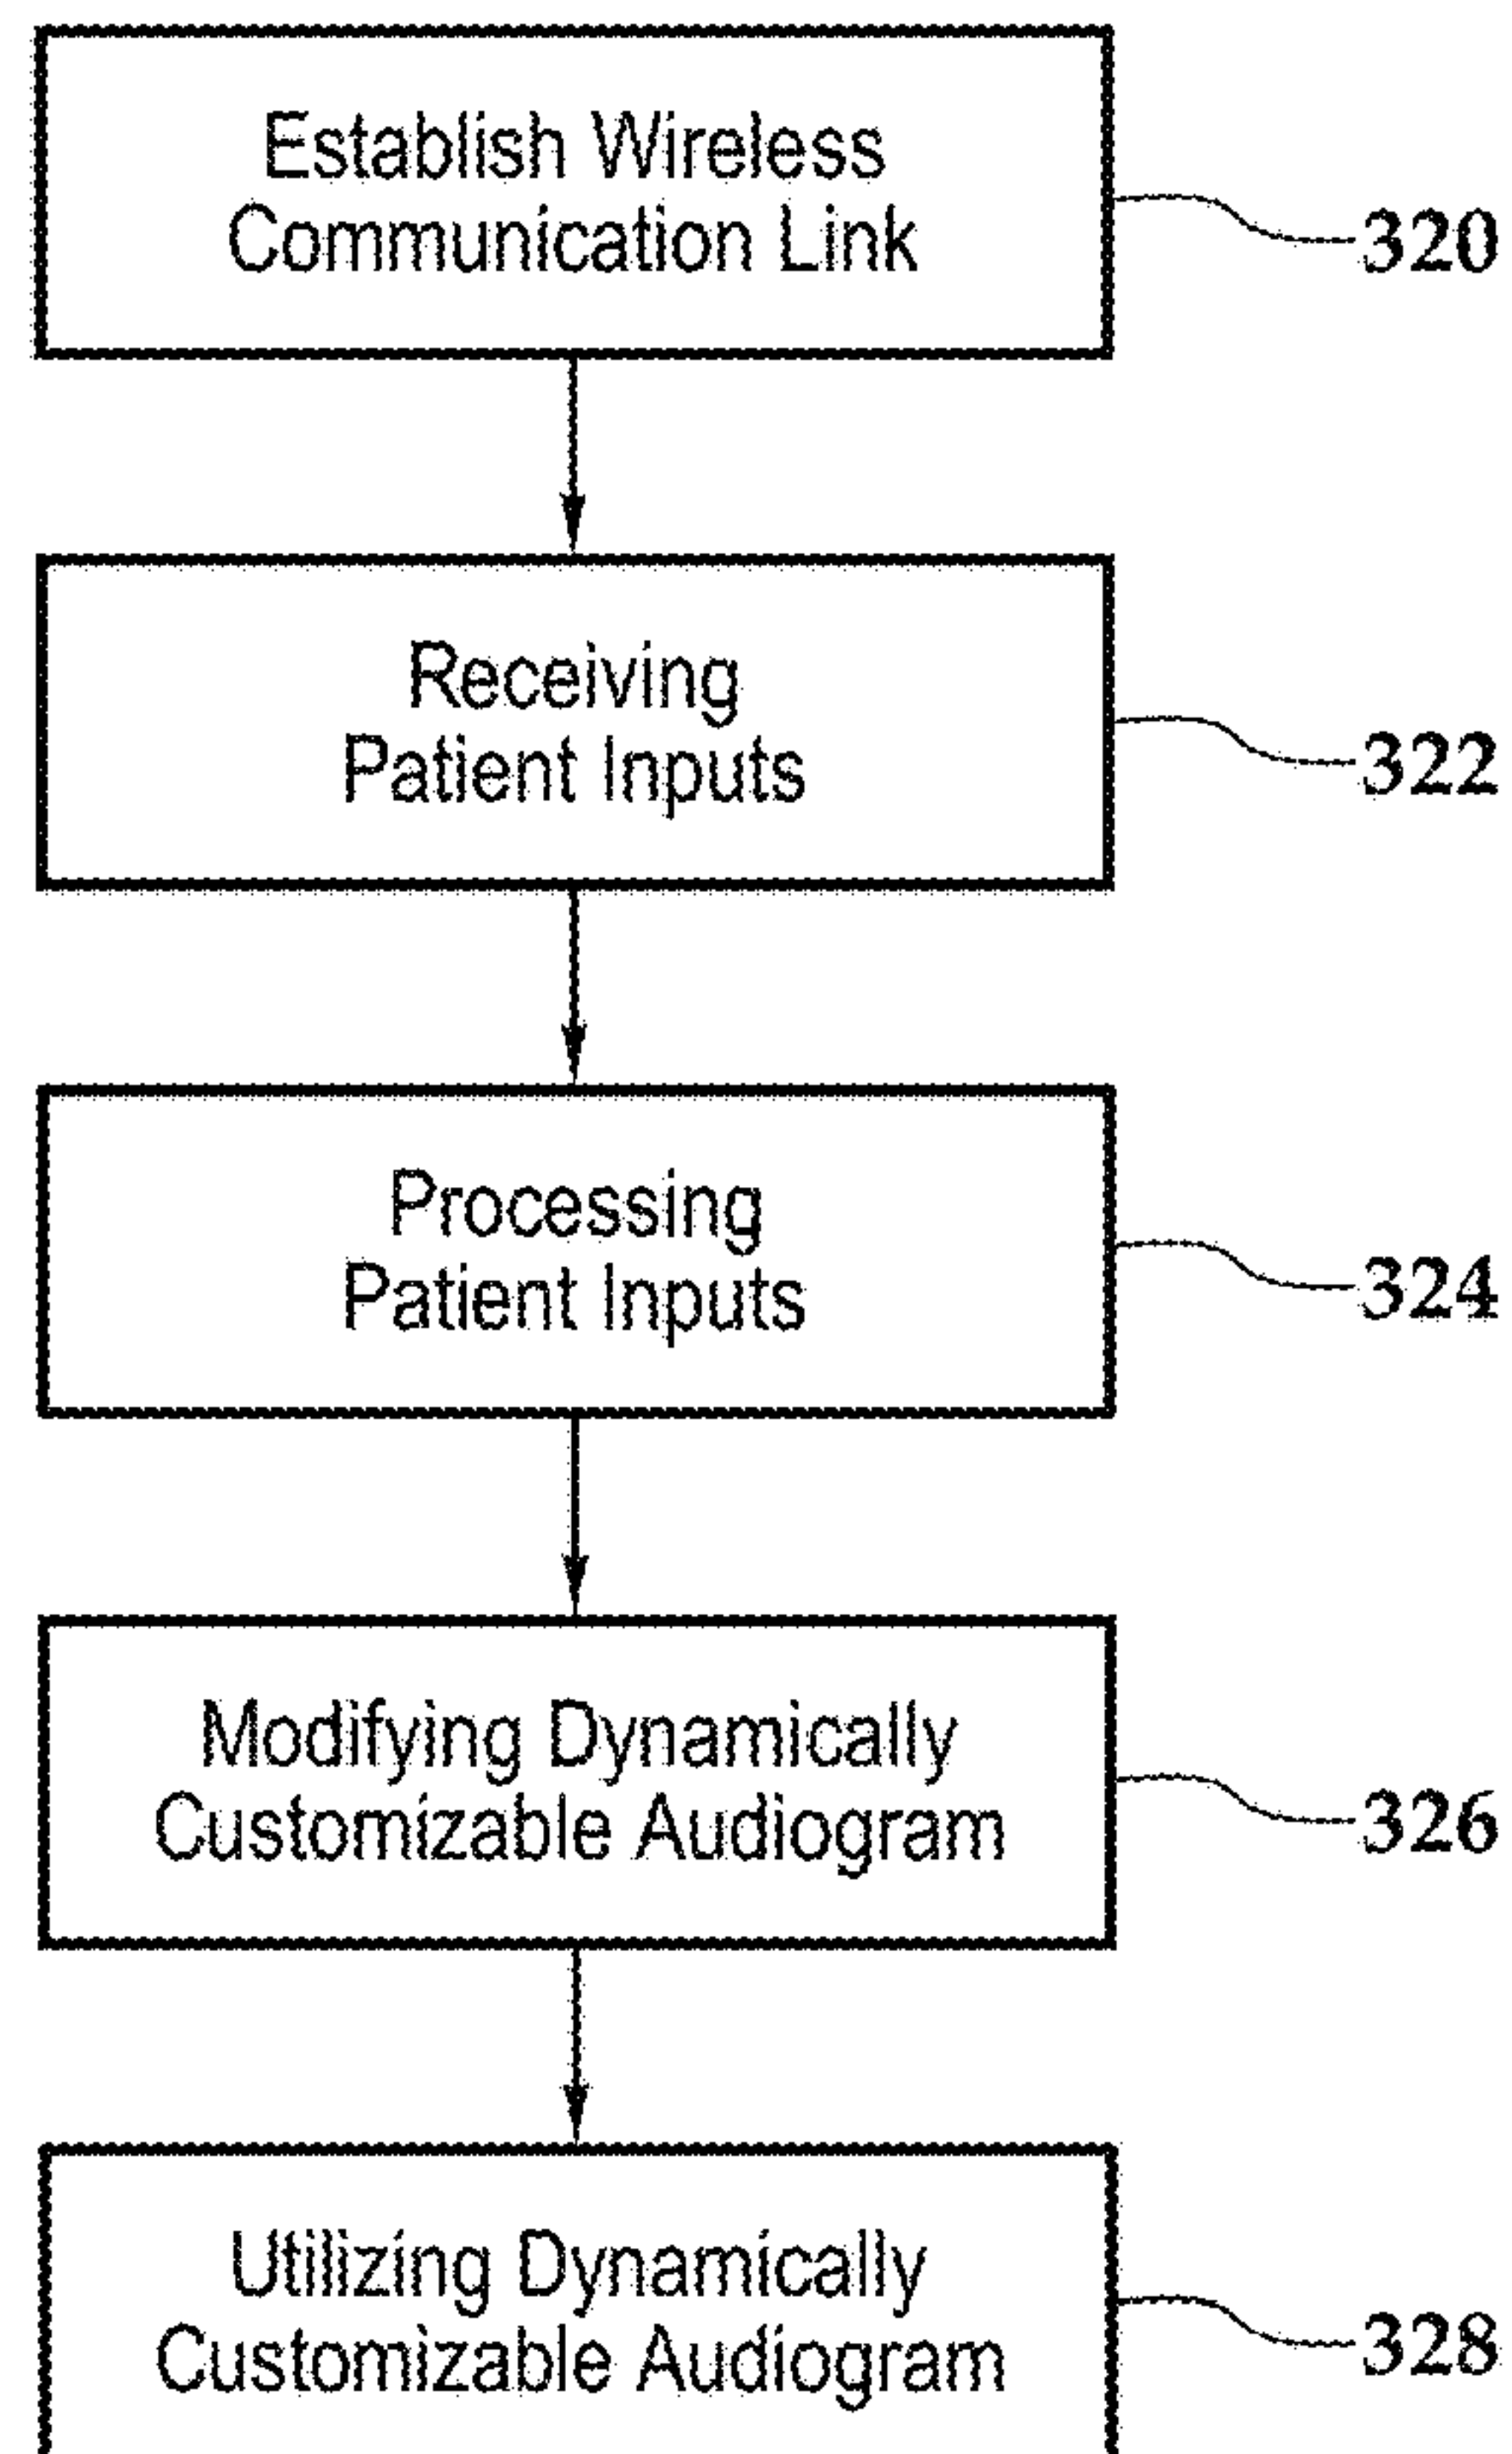 Establish Wireless
Communication Link
320
Receiving
Patient Inputs
322
Processing
Patient Inputs
324
Modifying Dynamically
Customizable Audiogram
326
Utilizing Dynamically
Customizable Audiogram
328